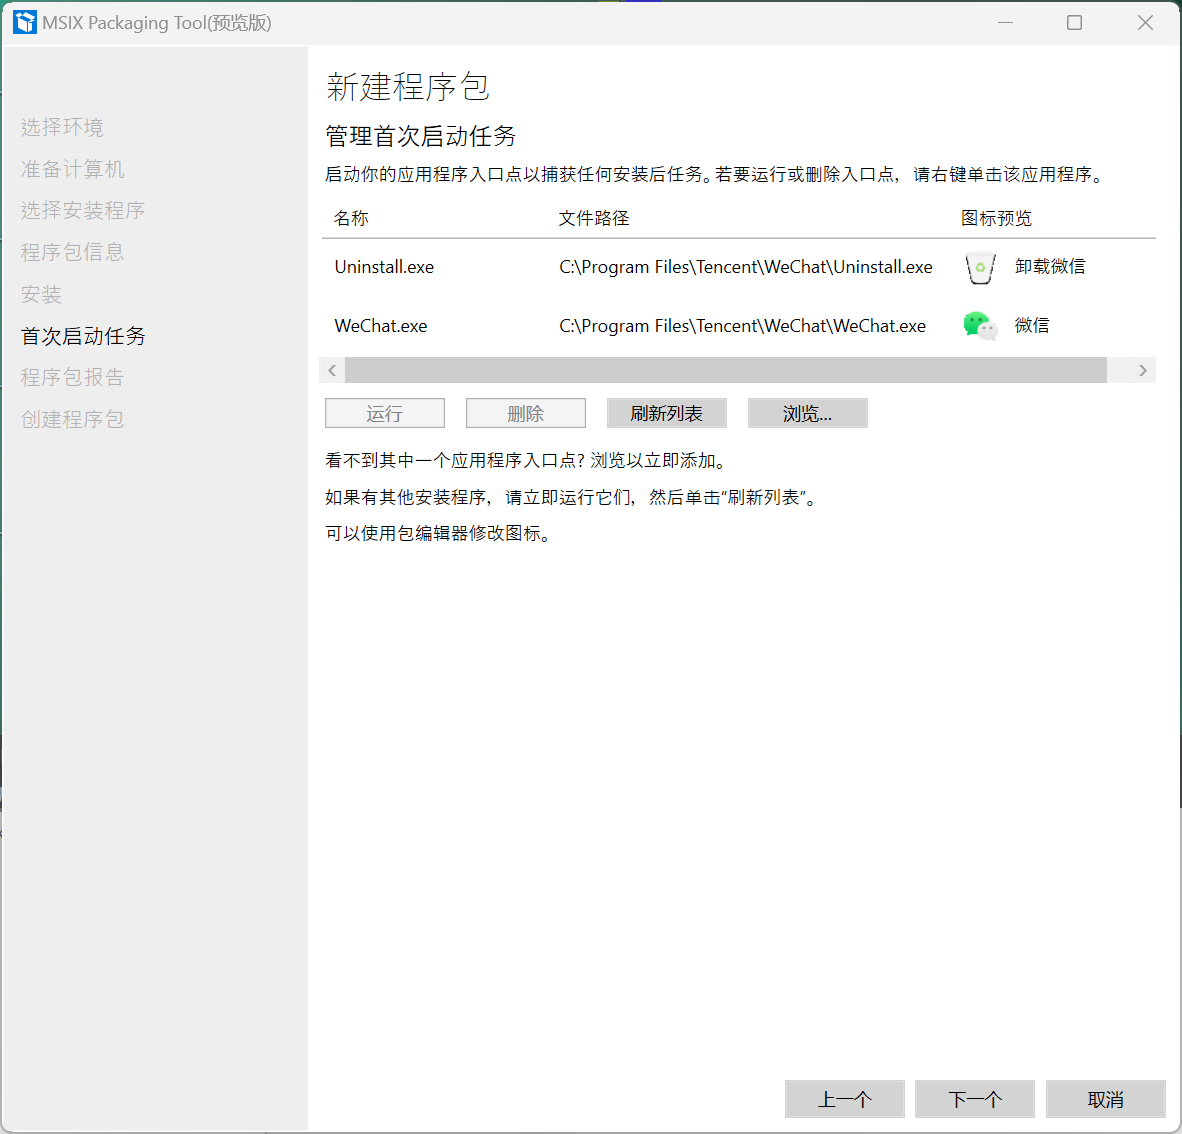 MSIX Packaging Tool(预览版)
选择环境
准备计算机
选择安装程序
程序包信息
安装
首次启动任务
程序包报告
创建程序包
新建程序包
管理首次启动任务
启动你的应用程序入口点以捕获任何安装后任务。若要运行或删除入口点，请右键单击该应用程序。
名称 文件路径 图标预览
Uninstall.exe C:\Program Files\Tencent\WeChat\Uninstall.exe 卸载微信
WeChat.exe C:\Program Files\Tencent\WeChat\WeChat.exe 微信
运行 删除 刷新列表 浏览...
看不到其中一个应用程序入口点? 浏览以立即添加。
如果有其他安装程序，请立即运行它们，然后单击“刷新列表”。
可以使用包编辑器修改图标。
上一个 下一个 取消